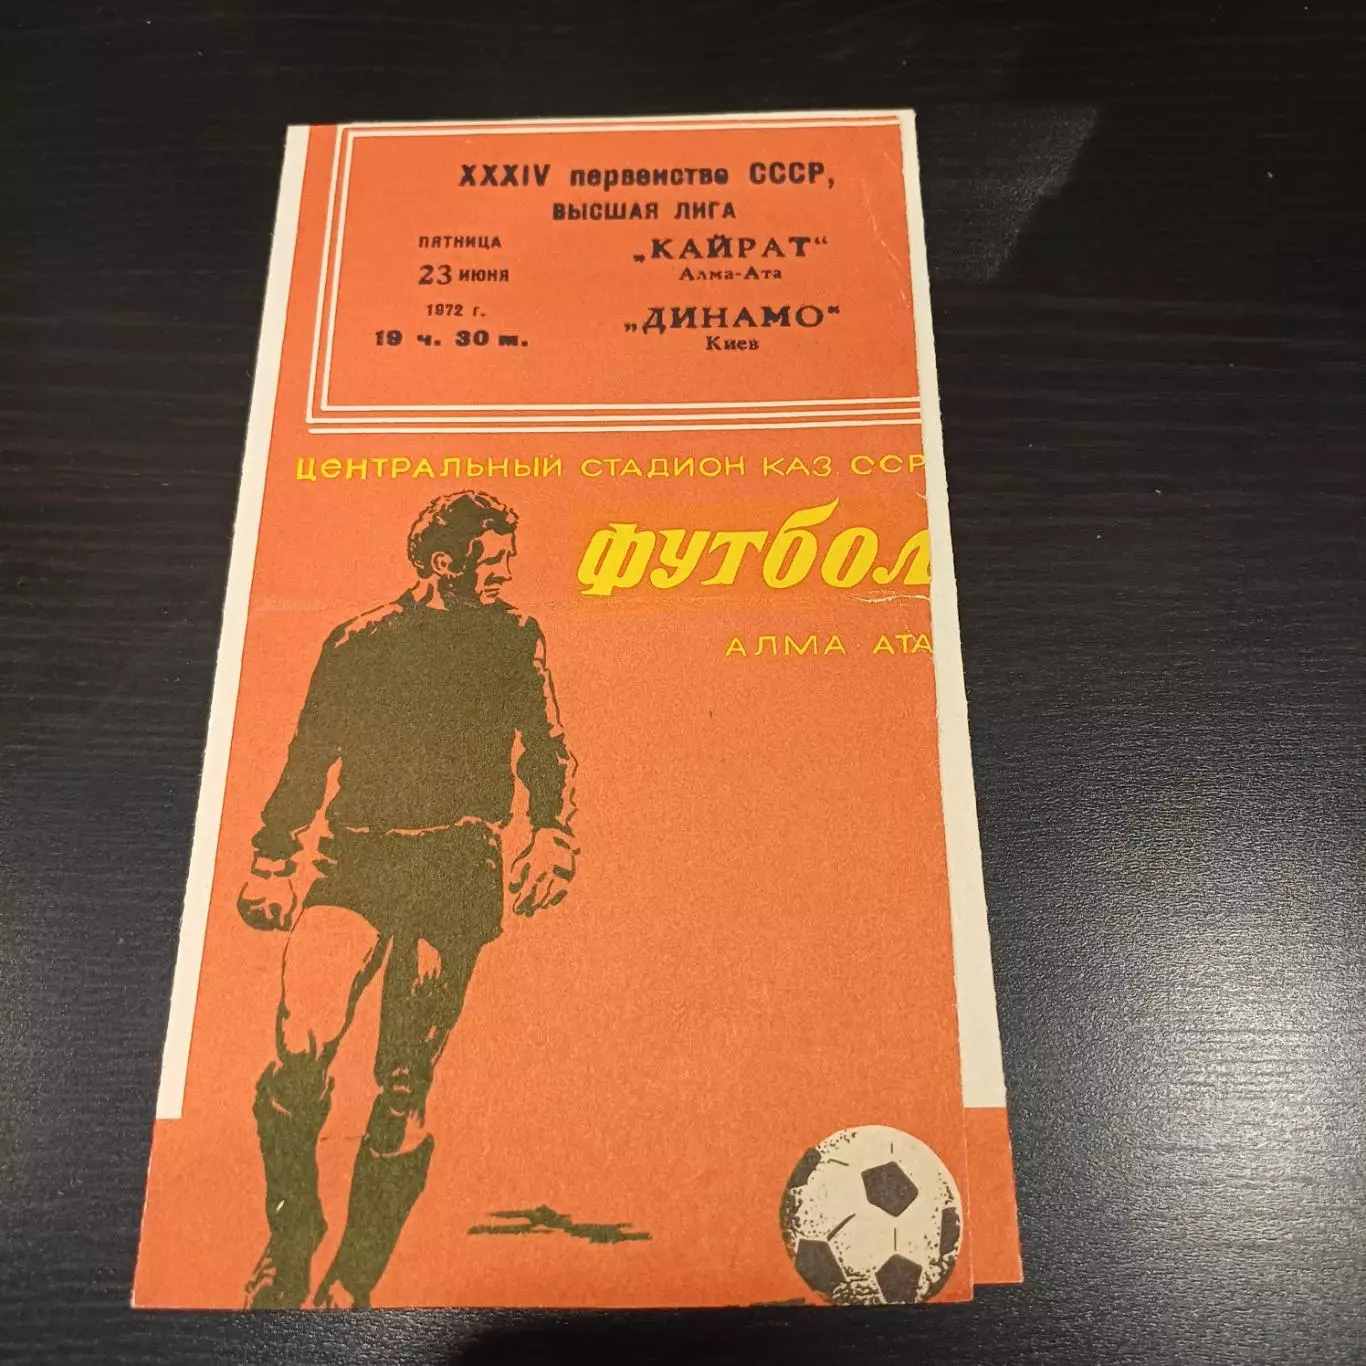 XXXIV первенство СССР,
ВЫСШАЯ ЛИГА
ПЯТНИЦА
23 ИЮНЯ
1972 г.
19 ч. 30 м.
„КАЙРАТ“
Алма-Ата
„ДИНАМО“
Киев
ЦЕНТРАЛЬНЫЙ СТАДИОН КАЗ. ССР
ФУТБОЛ
АЛМА·АТА